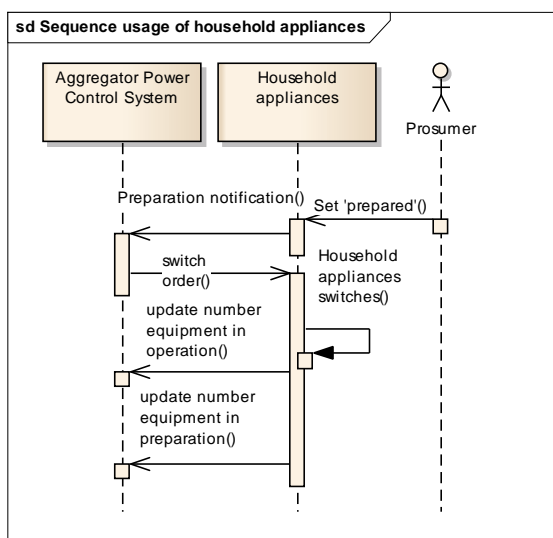 sd Sequence usage of household appliances
Aggregator Power
Control System
Household
appliances
Prosumer
Preparation notification()
Set 'prepared'()
switch
order()
Household
appliances
switches()
update number
equipment in
operation()
update number
equipment in
preparation()